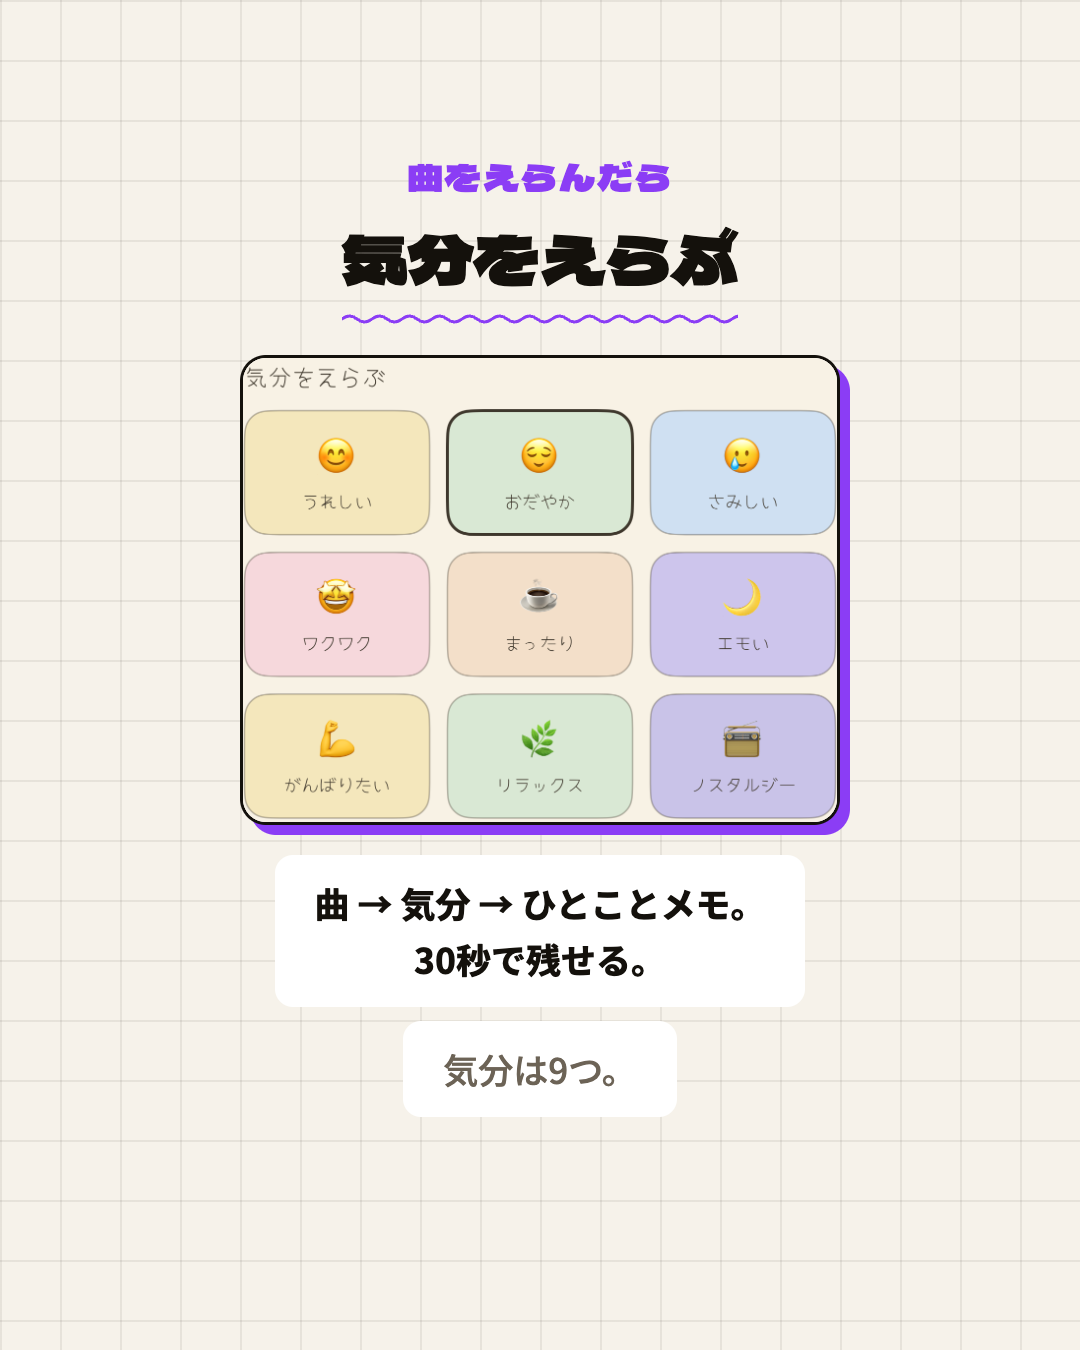 曲をえらんだら
気分をえらぶ
気分をえらぶ
うれしい
おだやか
さみしい
ワクワク
まったり
エモい
がんばりたい
リラックス
ノスタルジー
曲 → 気分 → ひとことメモ。
30秒で残せる。
気分は9つ。